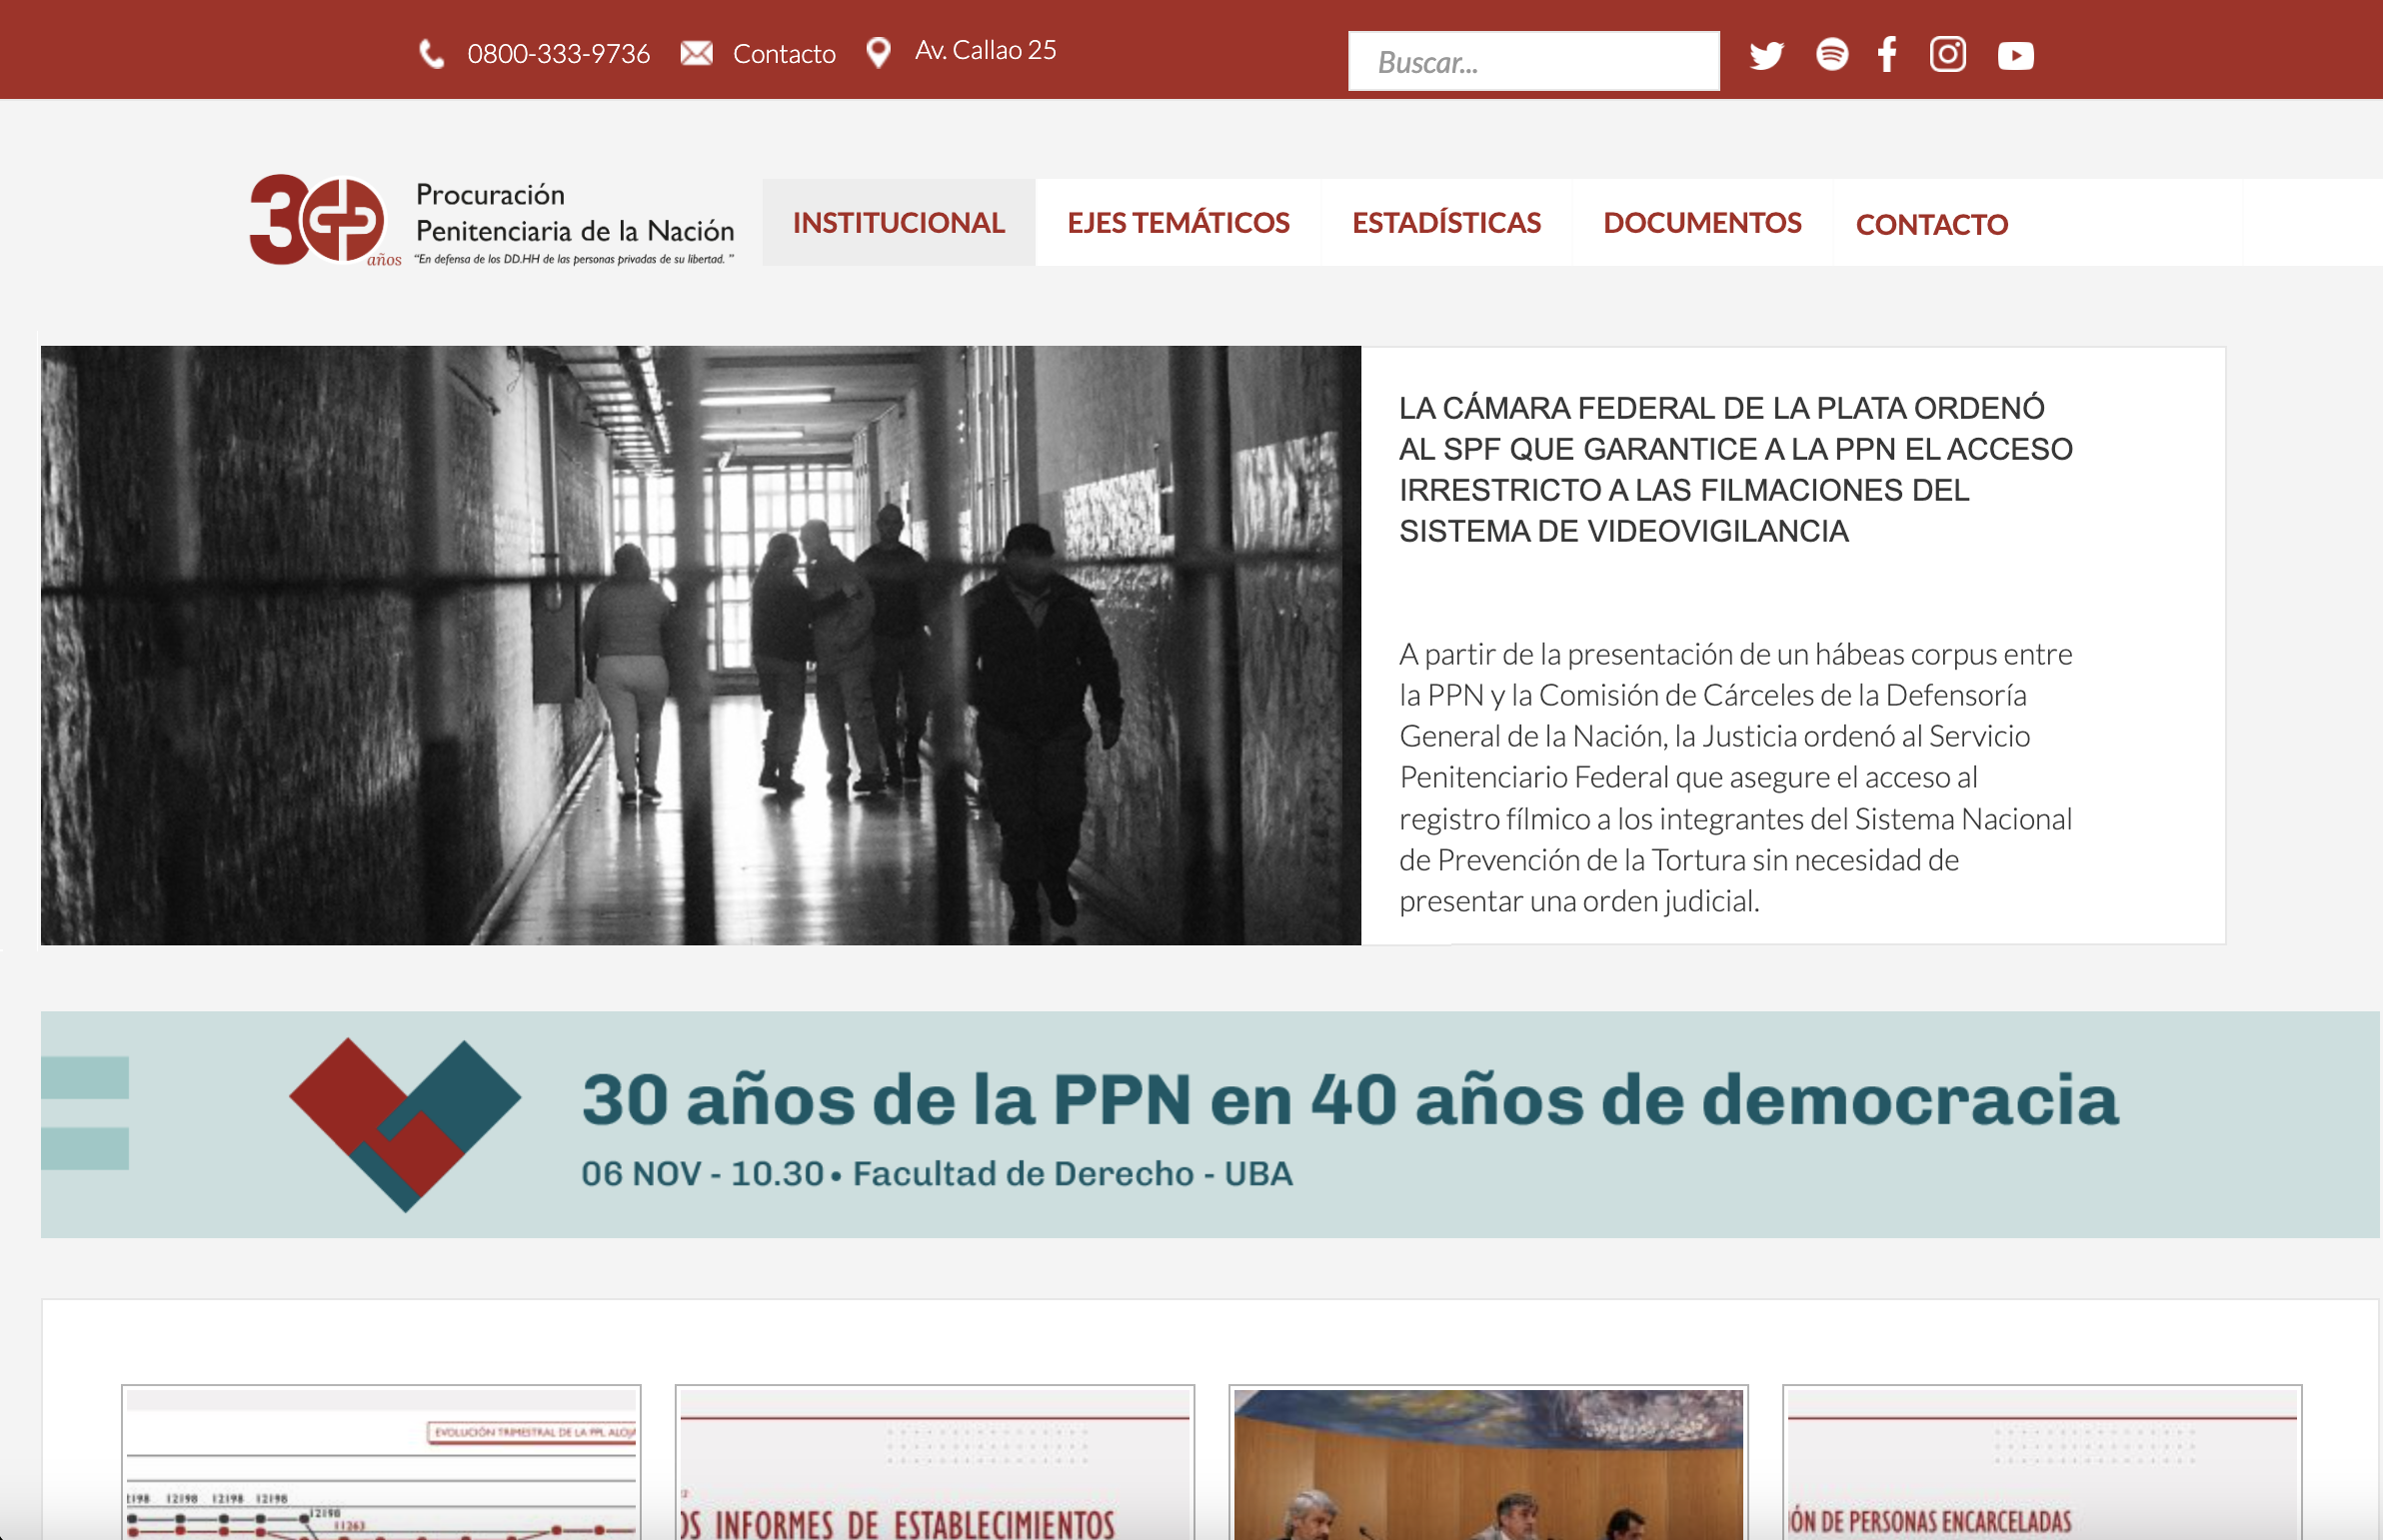 0800-333-9736 Contacto Av. Callao 25 Buscar...
30 años
Procuración
Penitenciaria de la Nación
"En defensa de los DD.HH de las personas privadas de su libertad. "
INSTITUCIONAL EJES TEMÁTICOS ESTADÍSTICAS DOCUMENTOS CONTACTO
LA CÁMARA FEDERAL DE LA PLATA ORDENÓ
AL SPF QUE GARANTICE A LA PPN EL ACCESO
IRRESTRICTO A LAS FILMACIONES DEL
SISTEMA DE VIDEOVIGILANCIA
A partir de la presentación de un hábeas corpus entre
la PPN y la Comisión de Cárceles de la Defensoría
General de la Nación, la Justicia ordenó al Servicio
Penitenciario Federal que asegure el acceso al
registro fílmico a los integrantes del Sistema Nacional
de Prevención de la Tortura sin necesidad de
presentar una orden judicial.
30 años de la PPN en 40 años de democracia
06 NOV - 10.30 • Facultad de Derecho - UBA
EVOLUCIÓN TRIMESTRAL DE LA PPL
12198 12198 12198
12198
11263
INFORMES DE ESTABLECIMIENTOS
DE PERSONAS ENCARCELADAS